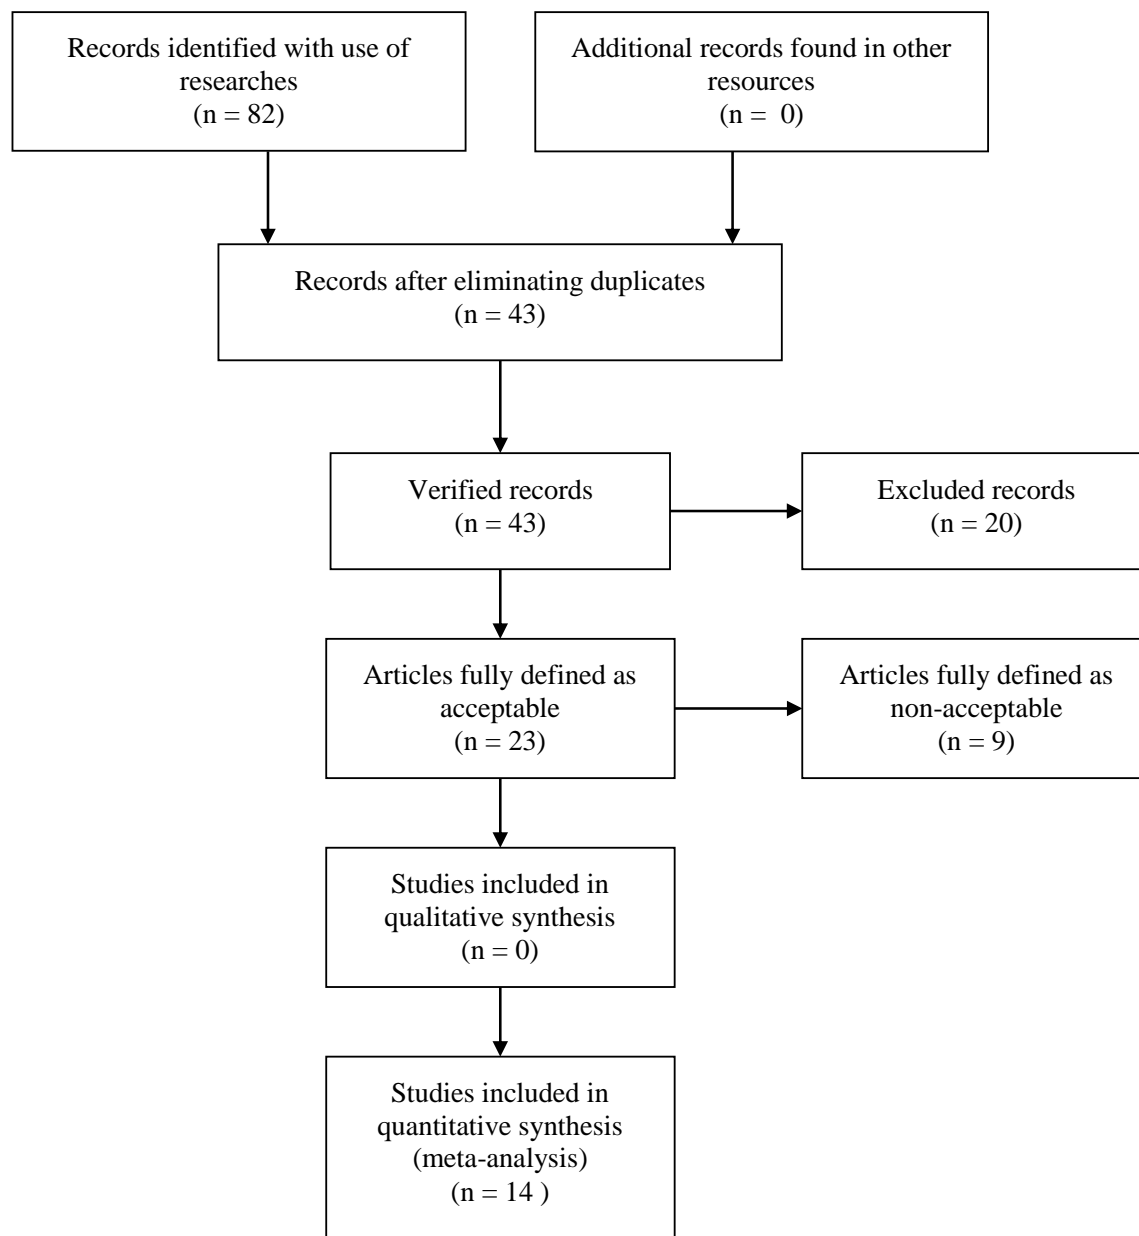 Records identified with use of
researches
(n = 82)
Additional records found in other
resources
(n =  0)
Records after eliminating duplicates
(n = 43)
Verified records
(n = 43)
Excluded records
(n = 20)
Articles fully defined as
acceptable
(n = 23)
Articles fully defined as
non-acceptable
(n = 9)
Studies included in
qualitative synthesis
(n = 0)
Studies included in
quantitative synthesis
(meta-analysis)
(n = 14 )